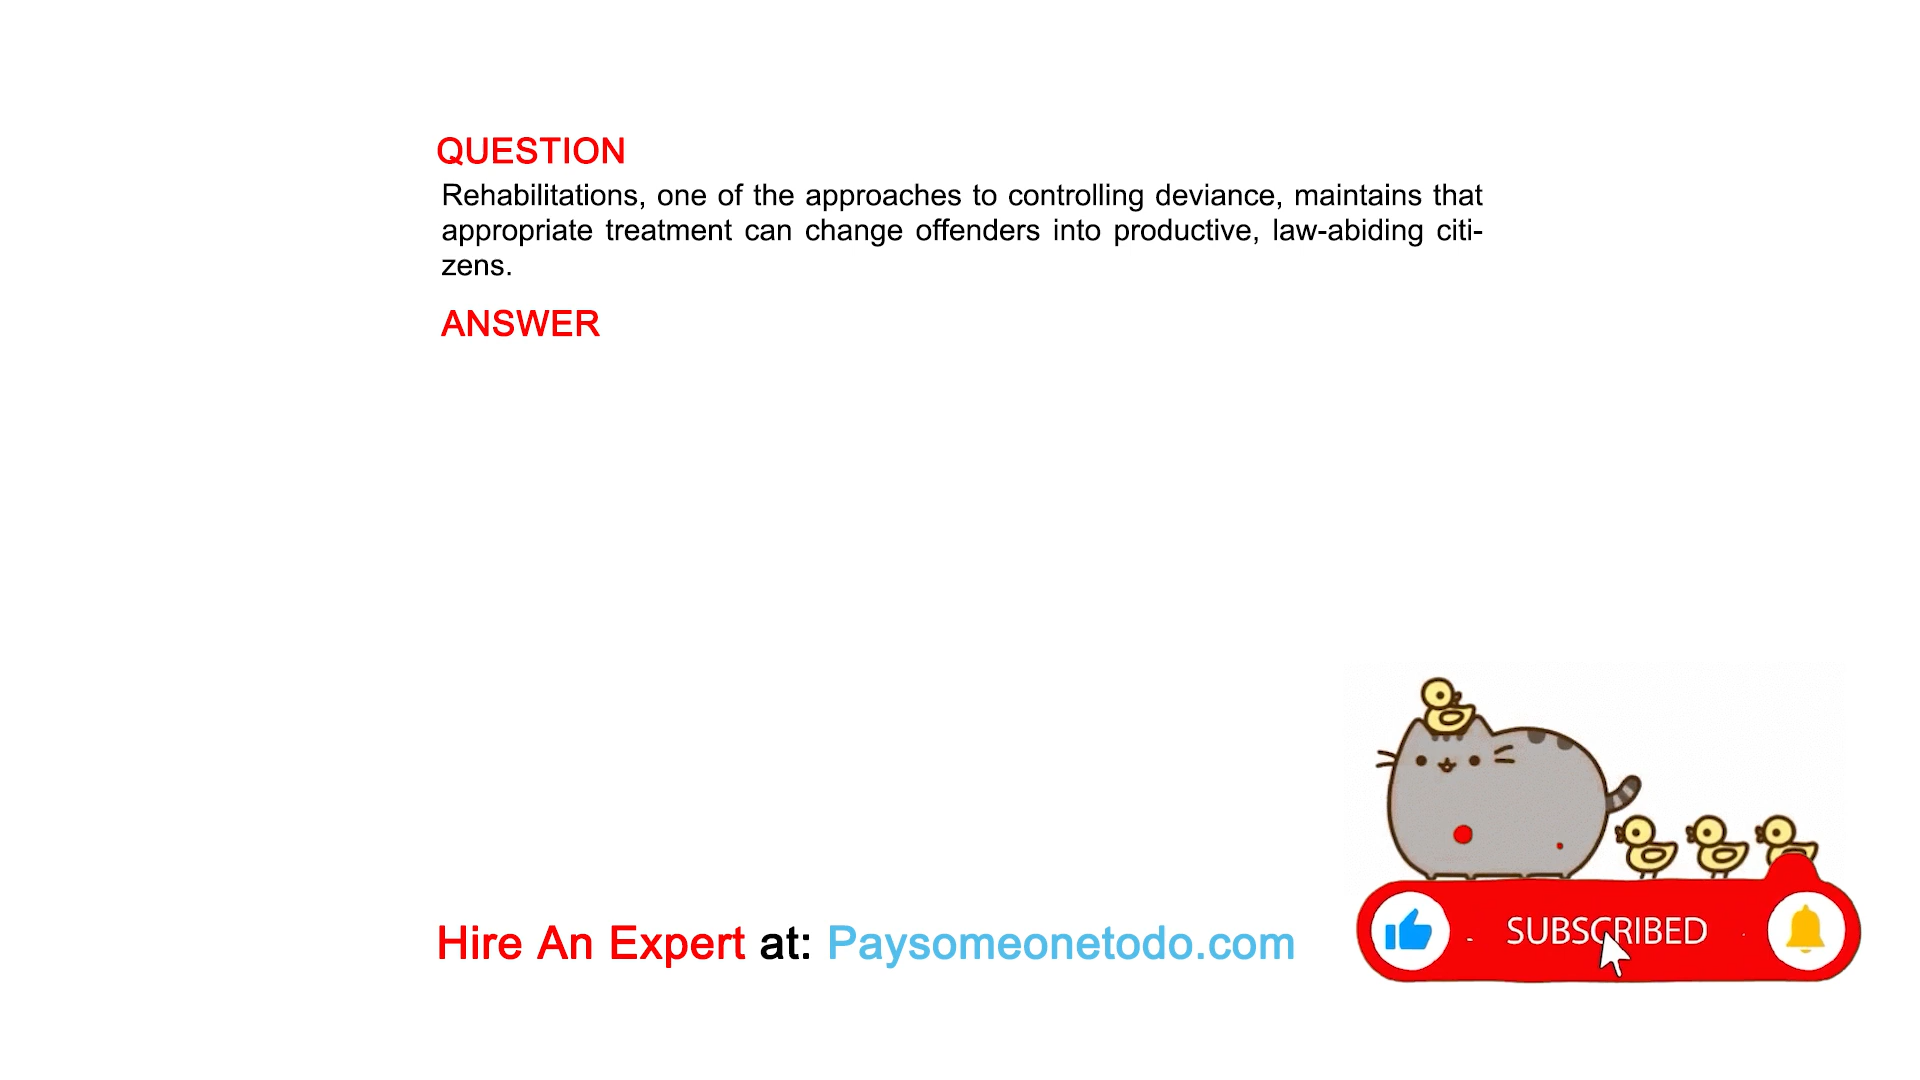 QUESTION
Rehabilitations, one of the approaches to controlling deviance, maintains that
appropriate treatment can change offenders into productive, law-abiding citi-
zens.
ANSWER
Hire An Expert at: Paysomeonetodo.com
SUBSCRIBED